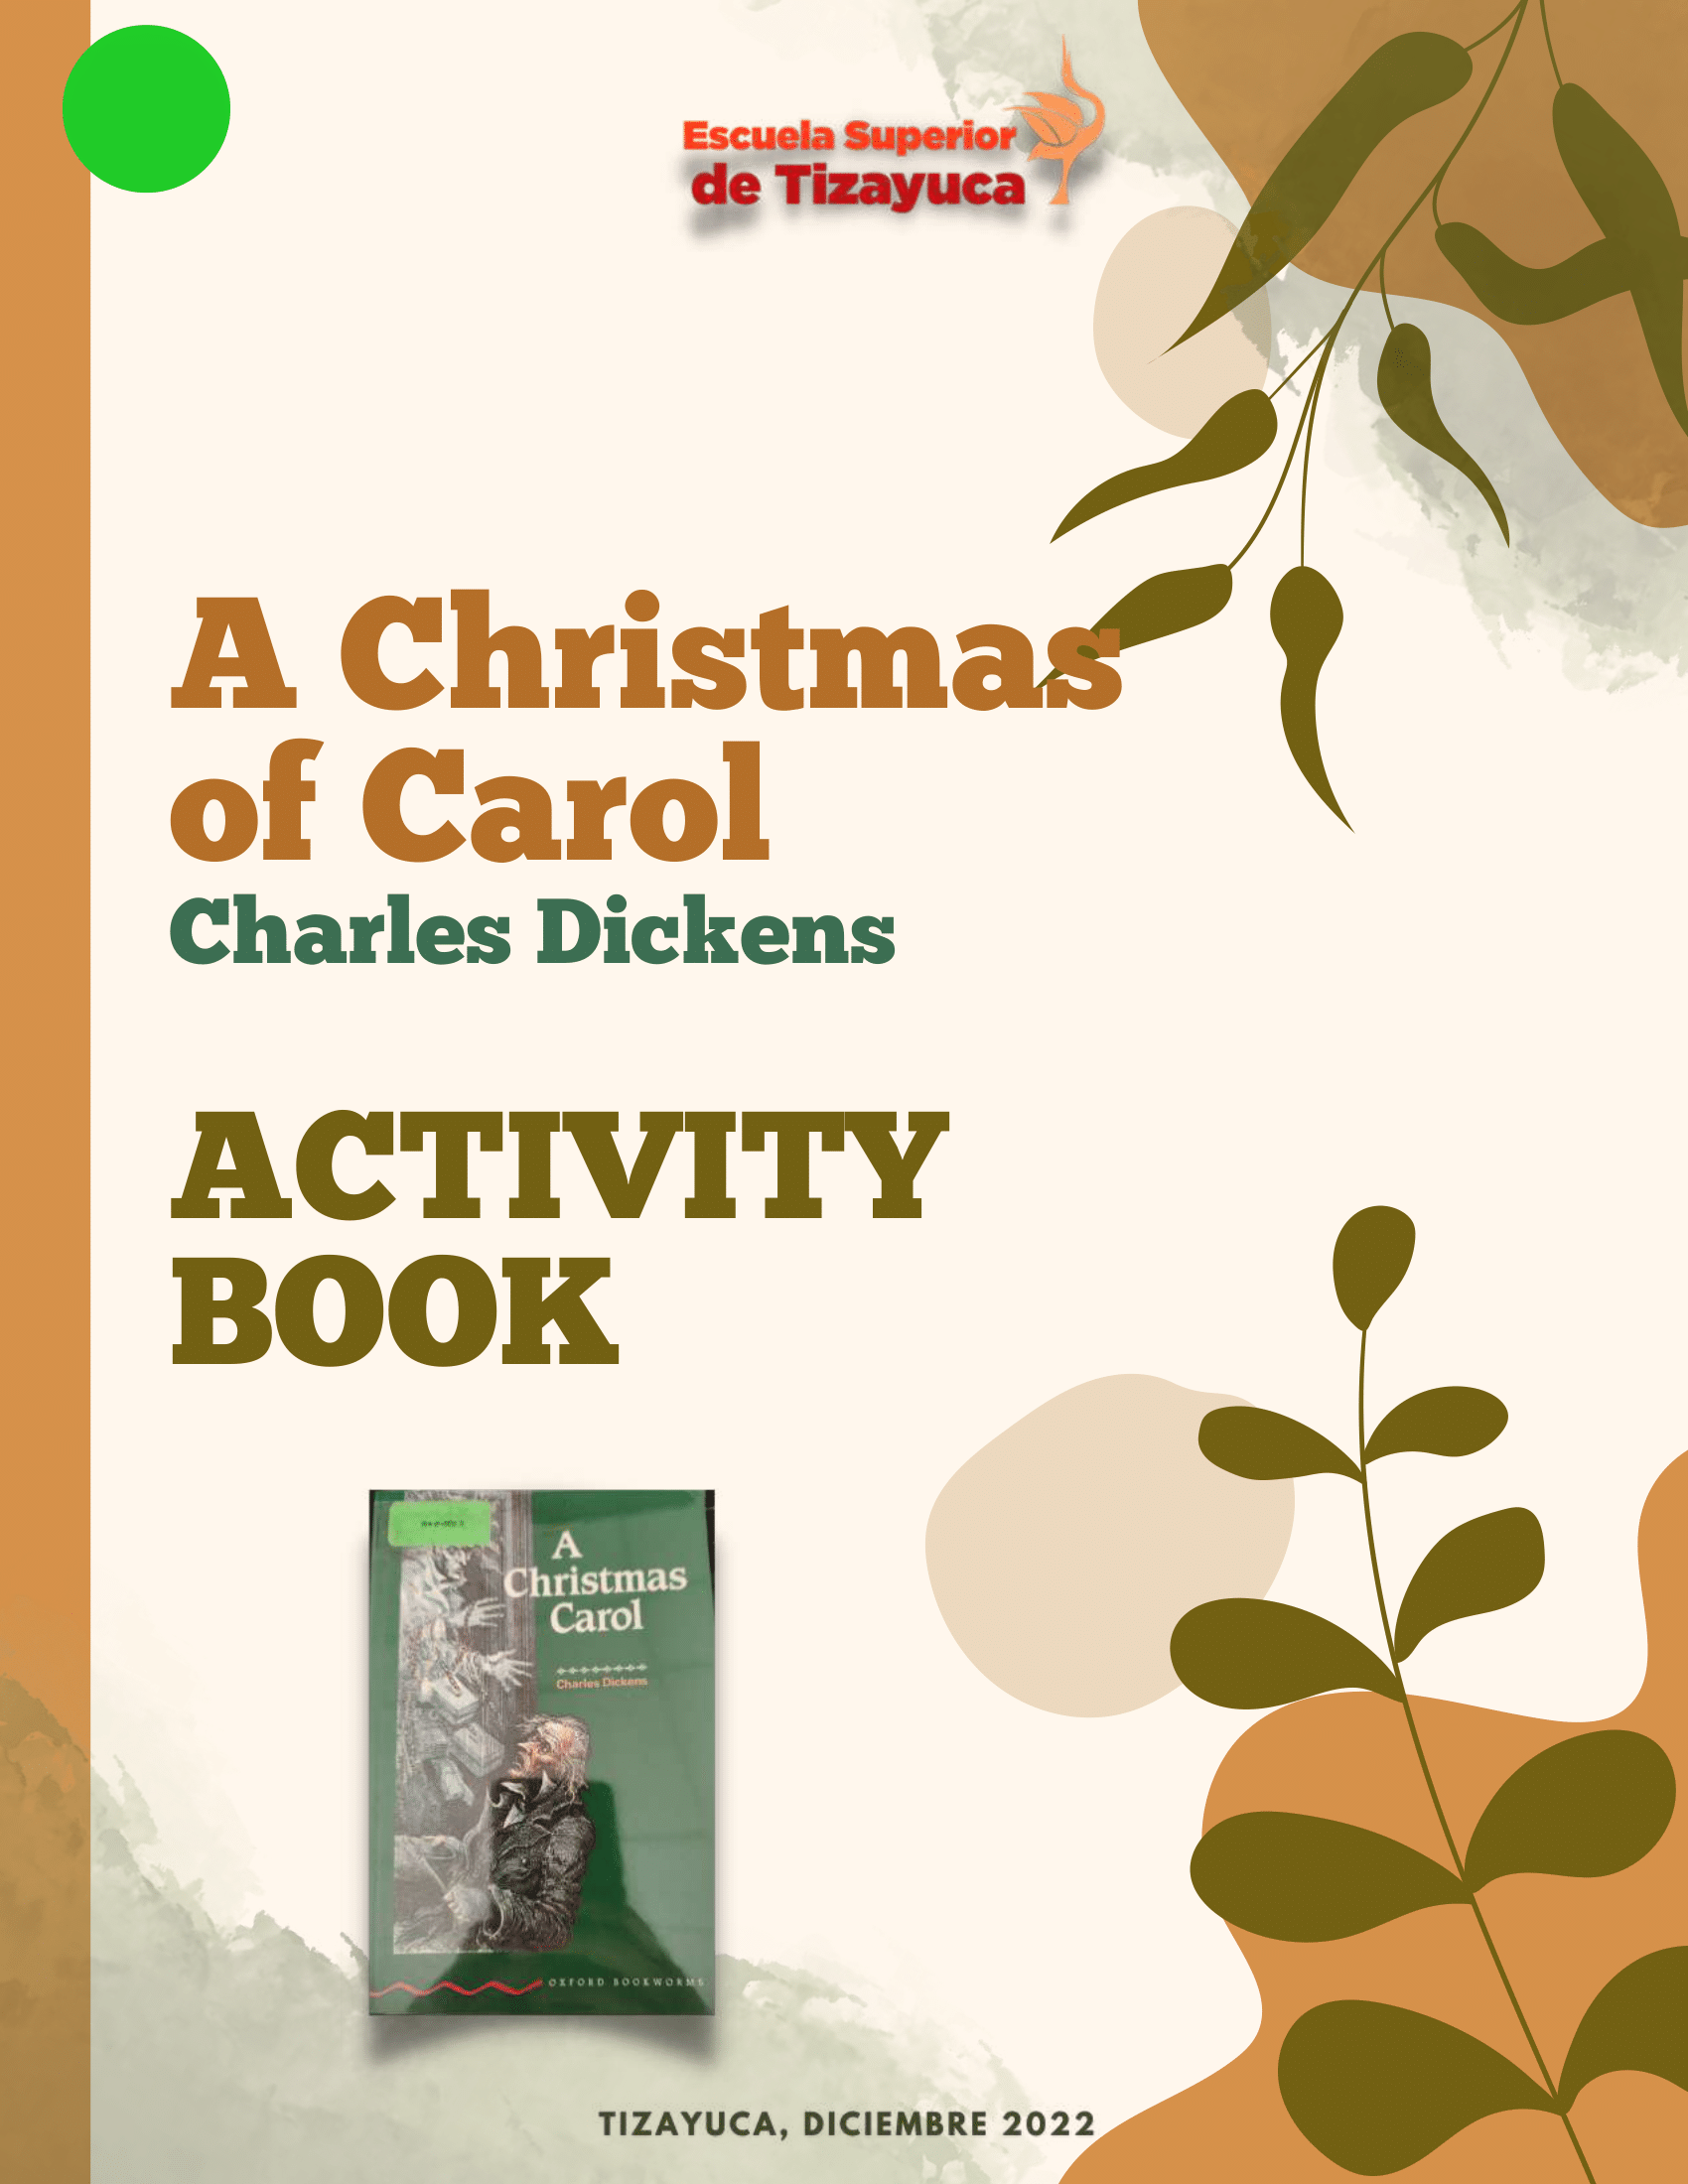 Escuela Superior
de Tizayuca
A Christmas
of Carol
Charles Dickens
ACTIVITY
BOOK
A
Christmas
Carol
Charles Dickens
OXFORD BOOKWORMS
TIZAYUCA, DICIEMBRE 2022